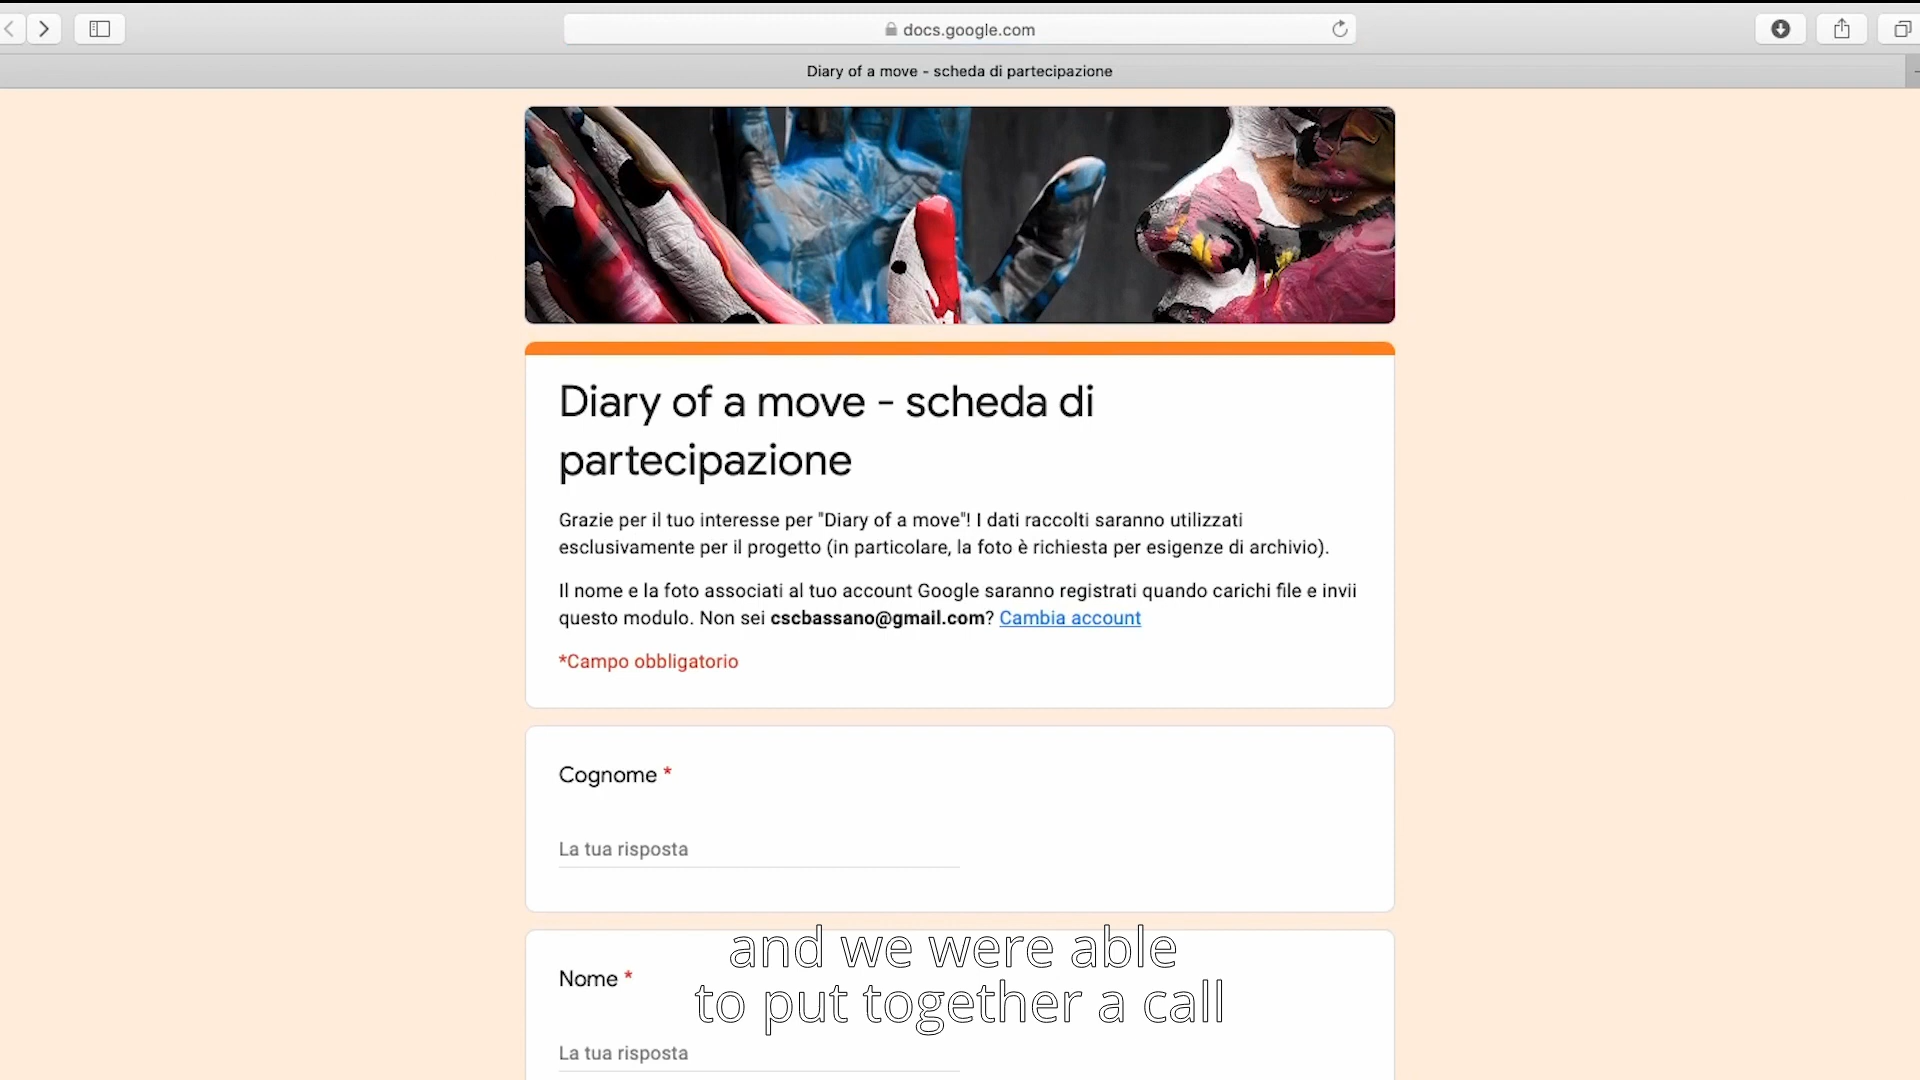 docs.google.com
Diary of a move - scheda di partecipazione
Diary of a move - scheda di
partecipazione
Grazie per il tuo interesse per "Diary of a move"! I dati raccolti saranno utilizzati
esclusivamente per il progetto (in particolare, la foto è richiesta per esigenze di archivio).
Il nome e la foto associati al tuo account Google saranno registrati quando carichi file e invii
questo modulo. Non sei cscbassano@gmail.com? Cambia account
*Campo obbligatorio
Cognome *
La tua risposta
Nome *
La tua risposta
and we were able
to put together a call